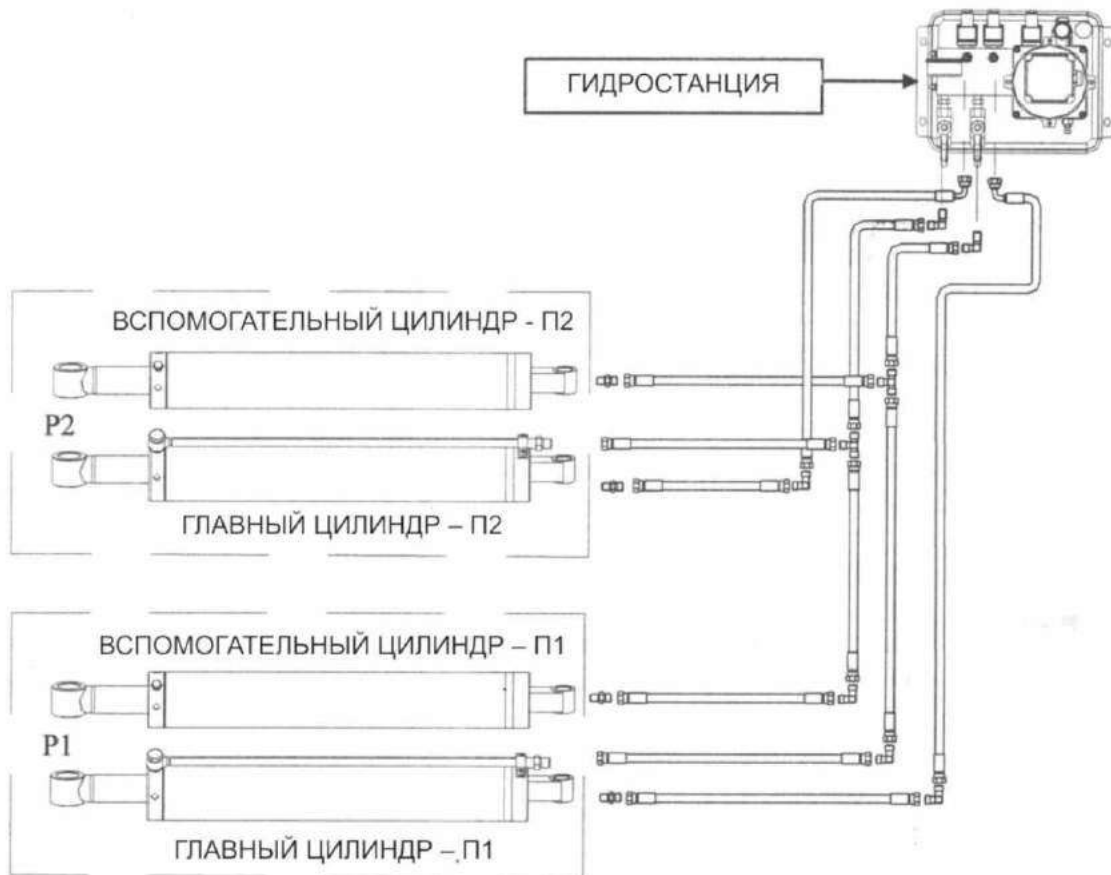 ГИДРОСТАНЦИЯ
ВСПОМОГАТЕЛЬНЫЙ ЦИЛИНДР - П2
P2
ГЛАВНЫЙ ЦИЛИНДР – П2
ВСПОМОГАТЕЛЬНЫЙ ЦИЛИНДР – П1
P1
ГЛАВНЫЙ ЦИЛИНДР – П1